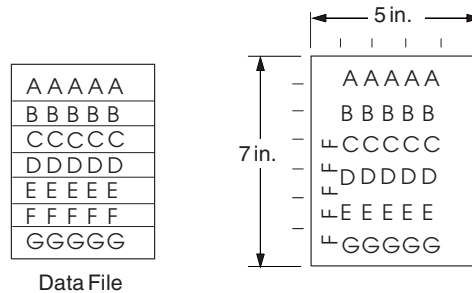 AAAAA
BBBBB
CCCCC
DDDDD
EEEEE
FFFFF
GGGGG
Data File
5 in.
7 in.
AAAAA
BBBBB
CCCCC
DDDDD
EEEEE
GGGGG
FFFFF